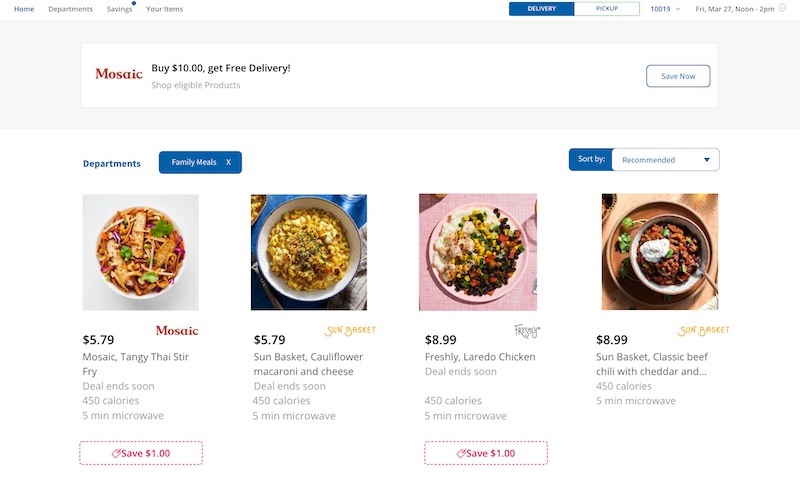 Home Departments Savings Your Items DELIVERY PICKUP 10019 Fri, Mar 27, Noon - 2pm
Mosaic
Buy $10.00, get Free Delivery!
Shop eligible Products
Save Now
Departments Family Meals X Sort by: Recommended
$5.79 Mosaic
Mosaic, Tangy Thai Stir
Fry
Deal ends soon
450 calories
5 min microwave
Save $1.00
$5.79 SUN BASKET
Sun Basket, Cauliflower
macaroni and cheese
Deal ends soon
450 calories
5 min microwave
$8.99 FRESHLY
Freshly, Laredo Chicken
Deal ends soon
450 calories
5 min microwave
Save $1.00
$8.99 SUN BASKET
Sun Basket, Classic beef
chili with cheddar and...
450 calories
5 min microwave